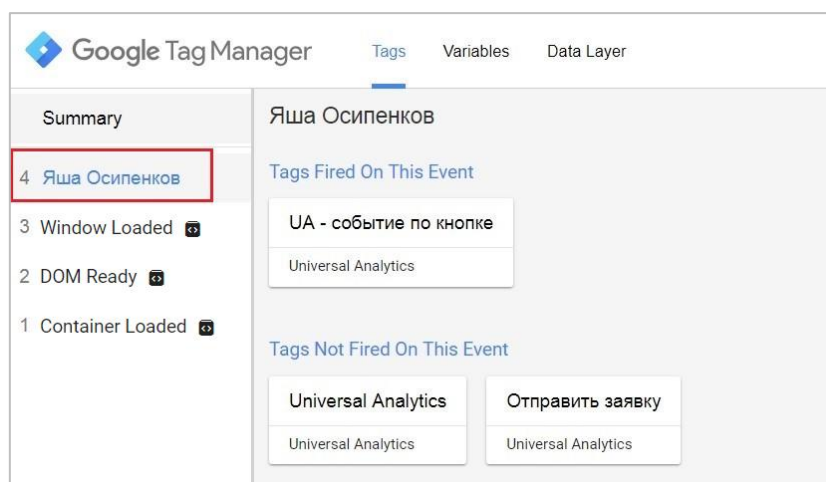 Google Tag Manager
Tags
Variables
Data Layer
Summary
4 Яша Осипенков
3 Window Loaded
2 DOM Ready
1 Container Loaded
Яша Осипенков
Tags Fired On This Event
UA - событие по кнопке
Universal Analytics
Tags Not Fired On This Event
Universal Analytics
Universal Analytics
Отправить заявку
Universal Analytics